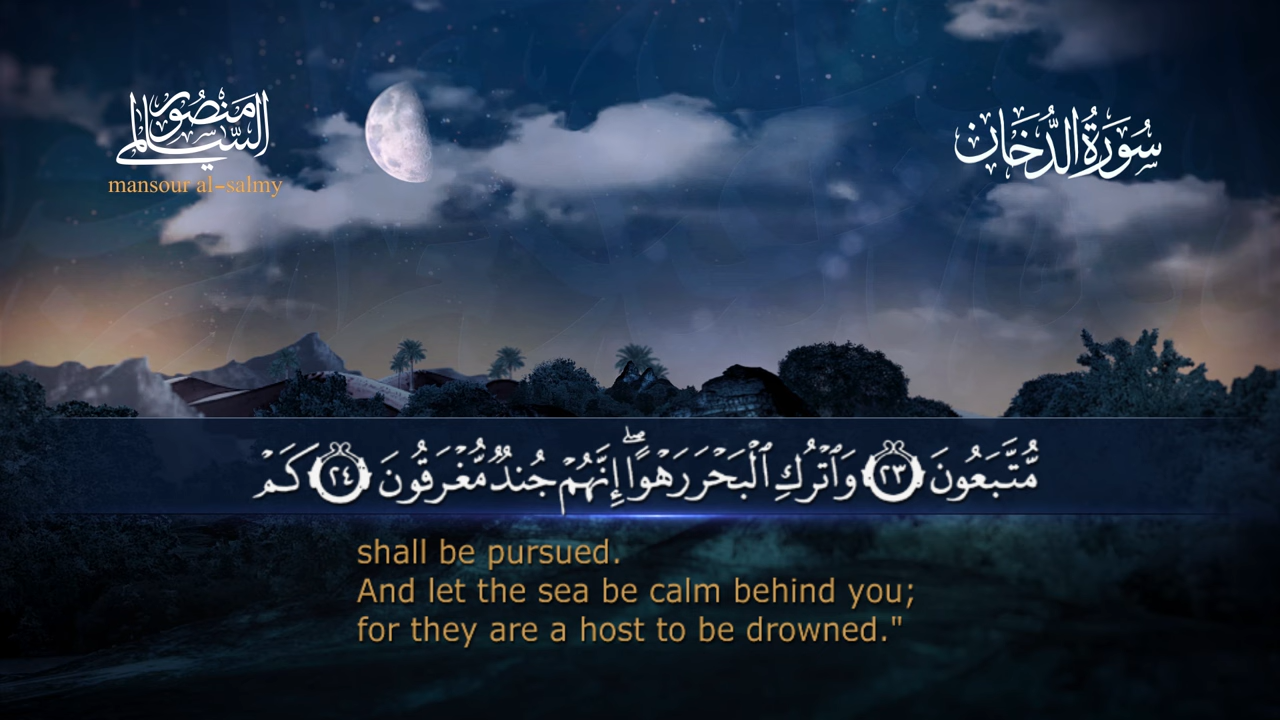 منصور السالمي
mansour al-salmy
سُورَةُ الدُّخَان
مُّتَّبَعُونَ ٢٣ وَٱتْرُكِ ٱلْبَحْرَ رَهْوًا ۖ إِنَّهُمْ جُندٌ مُّغْرَقُونَ ٢٤ كَمْ
shall be pursued.
And let the sea be calm behind you;
for they are a host to be drowned."